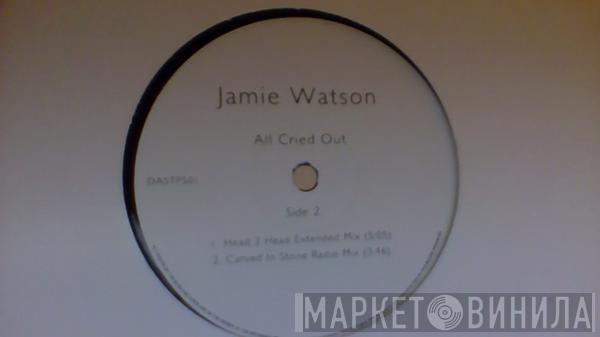 Jamie Watson
All Cried Out
DASTPS01
Side 2
1. Head 2 Head Extended Mix (5:05)
2. Carved In Stone Radio Mix (3:46)
МАРКЕТ ВИНИЛА